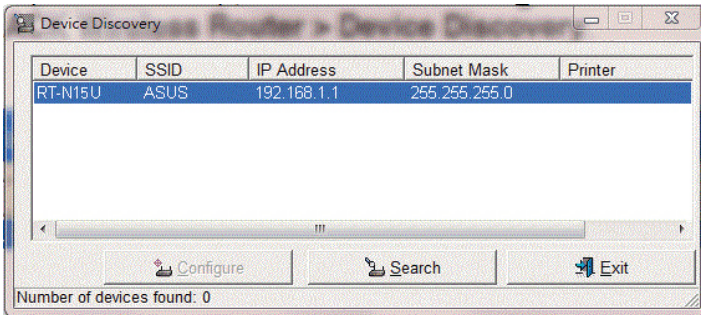 Device Discovery
Device SSID IP Address Subnet Mask Printer
RT-N15U ASUS 192.168.1.1 255.255.255.0
Configure Search Exit
Number of devices found: 0